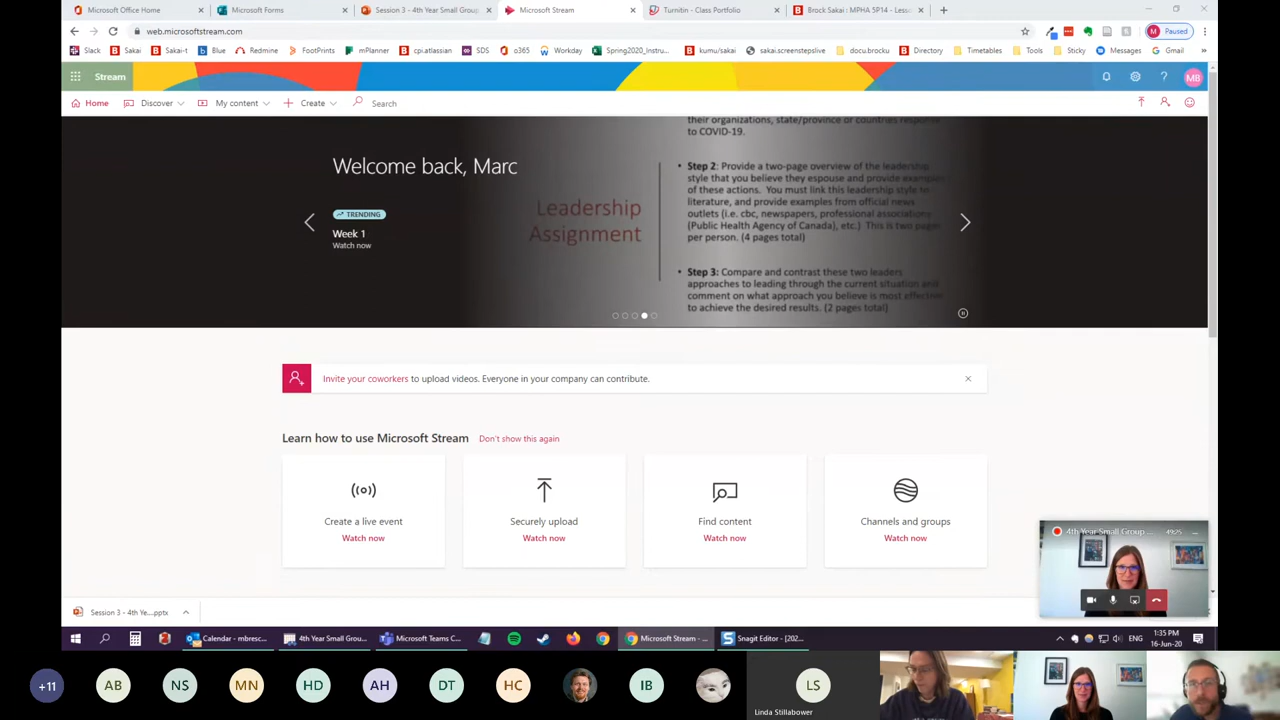 Microsoft Office Home
Microsoft Forms
Session 3 - 4th Year Small Group
Microsoft Stream
Turnitin - Class Portfolio
Brock Sakai : MPHA 5P14 - Lesso
web.microsoftstream.com
Paused
Slack
Sakai
Sakai-t
Blue
Redmine
FootPrints
mPlanner
cpi.atlassian
SDS
o365
Workday
Spring2020_Instru...
kumu/sakai
sakai.screenstepslive
docu.brocku
Directory
Timetables
Tools
Sticky
Messages
Gmail
Stream
MB
Home
Discover
My content
Create
Search
Welcome back, Marc
TRENDING
Week 1
Watch now
Leadership
Assignment
their organizations, state/province or countries response
to COVID-19.
• Step 2: Provide a two-page overview of the leadership
style that you believe they espouse and provide examples
of these actions. You must link this leadership style to
literature, and provide examples from official news
outlets (i.e. cbc, newspapers, professional associations
(Public Health Agency of Canada), etc.) This is two pages
per person. (4 pages total)
• Step 3: Compare and contrast these two leaders
approaches to leading through the current situation and
comment on what approach you believe is most effective
to achieve the desired results. (2 pages total)
Invite your coworkers to upload videos. Everyone in your company can contribute.
Learn how to use Microsoft Stream
Don't show this again
Create a live event
Watch now
Securely upload
Watch now
Find content
Watch now
Channels and groups
Watch now
4th Year Small Group ...
49:25
Session 3 - 4th Ye....pptx
Calendar - mbresc...
4th Year Small Grou...
Microsoft Teams C...
Microsoft Stream - ...
Snagit Editor - [202...
ENG
1:35 PM
16-Jun-20
+11
AB
NS
MN
HD
AH
DT
HC
IB
LS
Linda Stillabower